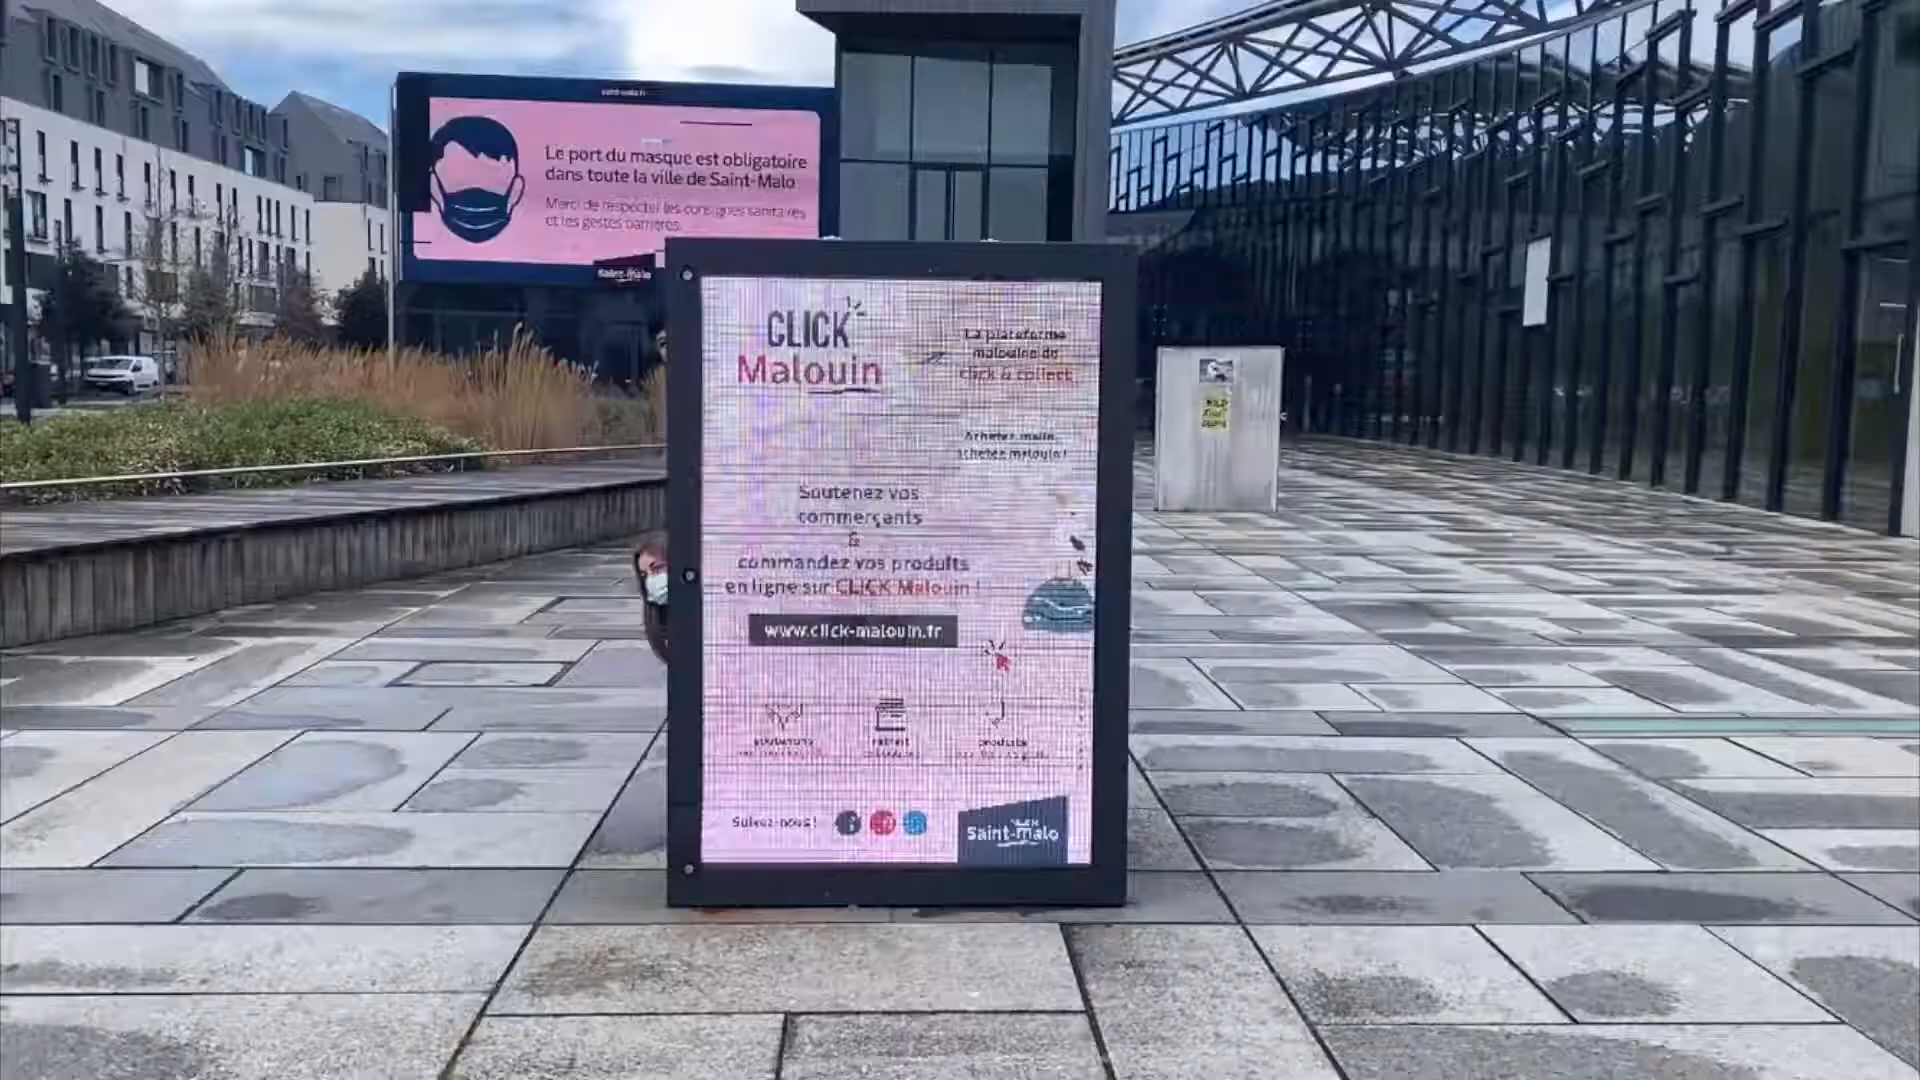 Le port du masque est obligatoire
dans toute la ville de Saint-Malo
Merci de respecter les consignes sanitaires
et les gestes barrières.
Saint-malo
CLICK
Malouin
La plateforme
malouine de
click & collect
Achetez malin,
achetez malouin !
Soutenez vos
commerçants
&
commandez vos produits
en ligne sur CLICK Malouin !
www.click-malouin.fr
retrait
produits
Suivez-nous !
Saint-malo